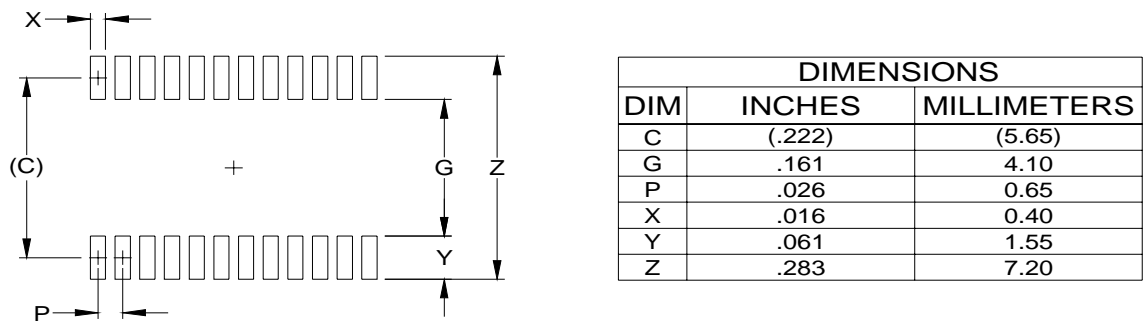 X
(C)
G
Z
Y
P
DIMENSIONS
DIM INCHES MILLIMETERS
C (.222) (5.65)
G .161 4.10
P .026 0.65
X .016 0.40
Y .061 1.55
Z .283 7.20